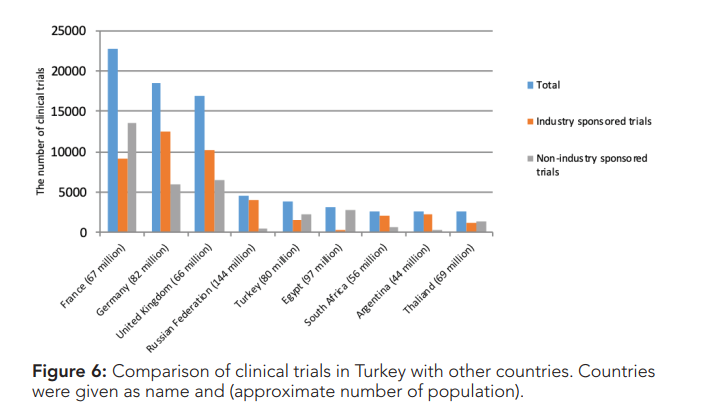 25000
20000
15000
10000
5000
0
The number of clinical trials
France (67 million)
Germany (82 million)
United Kingdom (66 million)
Russian Federation (144 million)
Turkey (80 million)
Egypt (97 million)
South Africa (56 million)
Argentina (44 million)
Thaliand (69 million)
Total
Industry sponsored trials
Non-industry sponsored
trials
Figure 6: Comparison of clinical trials in Turkey with other countries. Countries
were given as name and (approximate number of population).